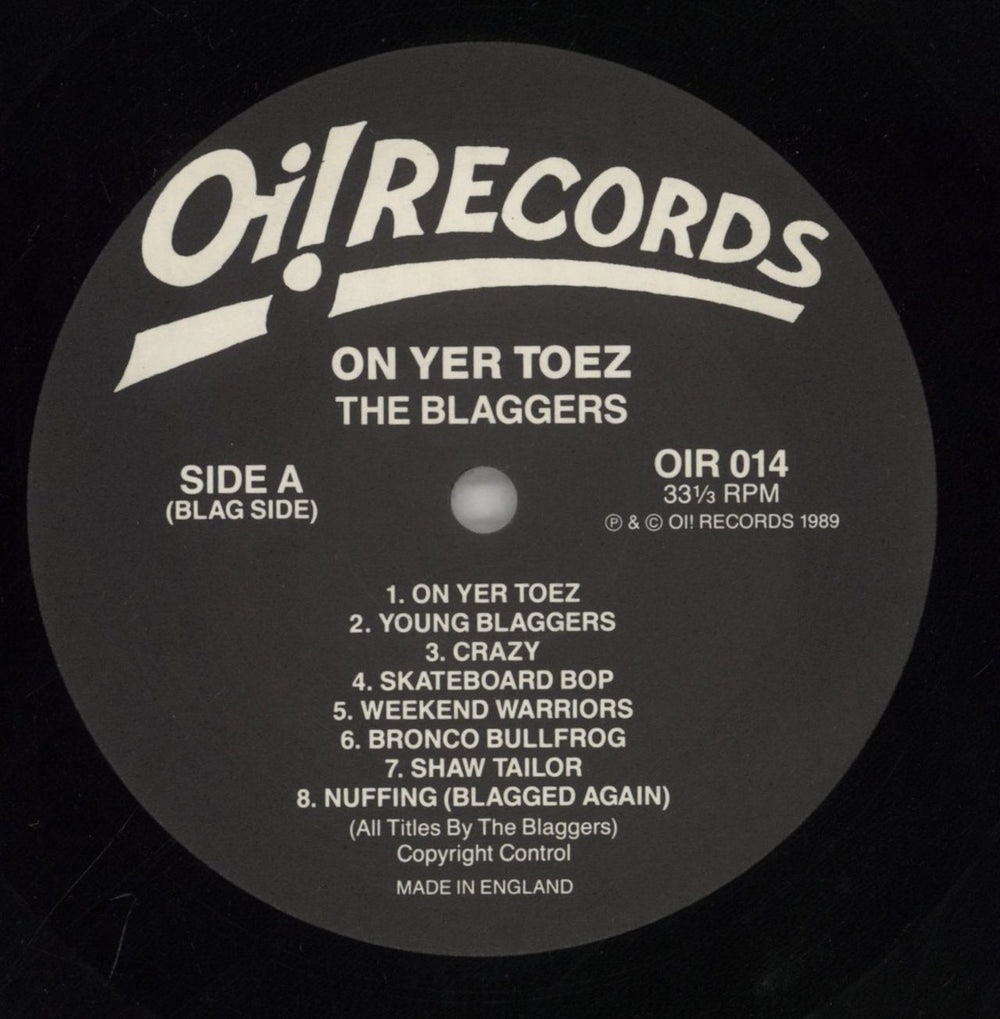 Oi! RECORDS
ON YER TOEZ
THE BLAGGERS
SIDE A
(BLAG SIDE)
OIR 014
33⅓ RPM
℗ & © OI! RECORDS 1989
1. ON YER TOEZ
2. YOUNG BLAGGERS
3. CRAZY
4. SKATEBOARD BOP
5. WEEKEND WARRIORS
6. BRONCO BULLFROG
7. SHAW TAILOR
8. NUFFING (BLAGGED AGAIN)
(All Titles By The Blaggers)
Copyright Control
MADE IN ENGLAND